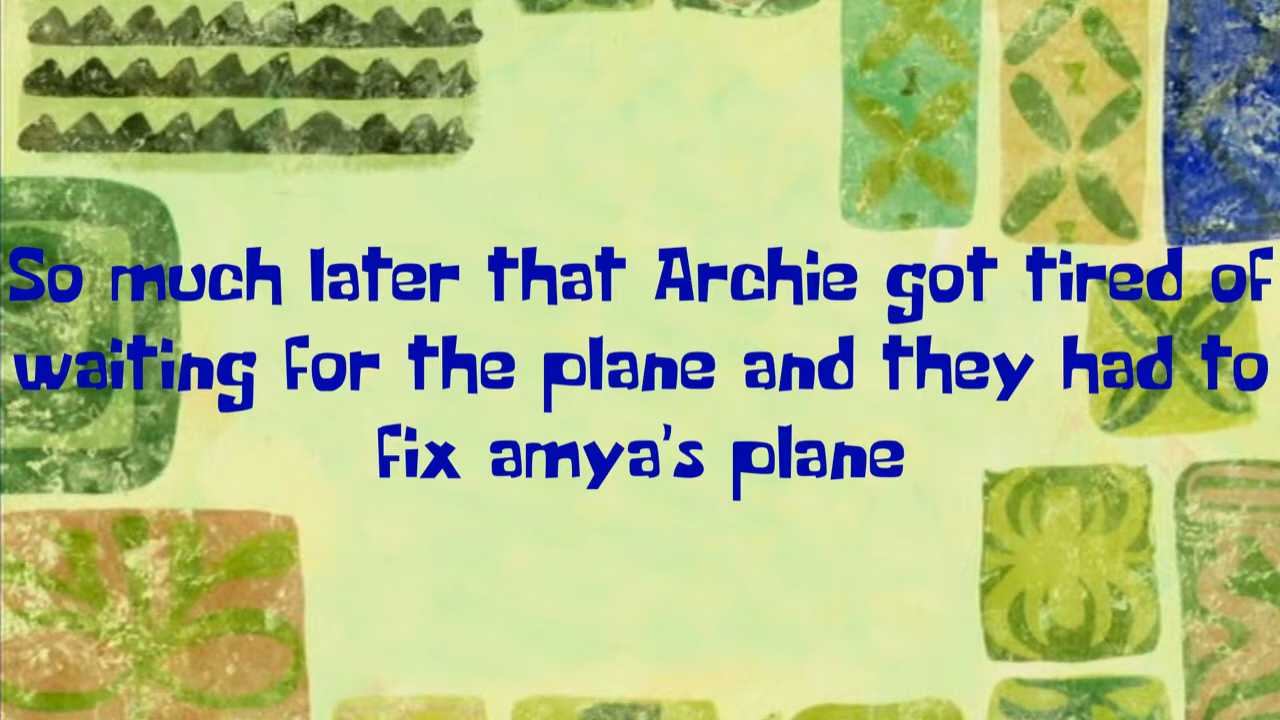 So much later that Archie got tired of
waiting for the plane and they had to
fix amya's plane